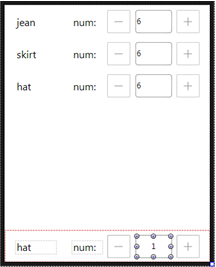 jean num: − 6 +
skirt num: − 6 +
hat num: − 6 +
hat num: − 1 +